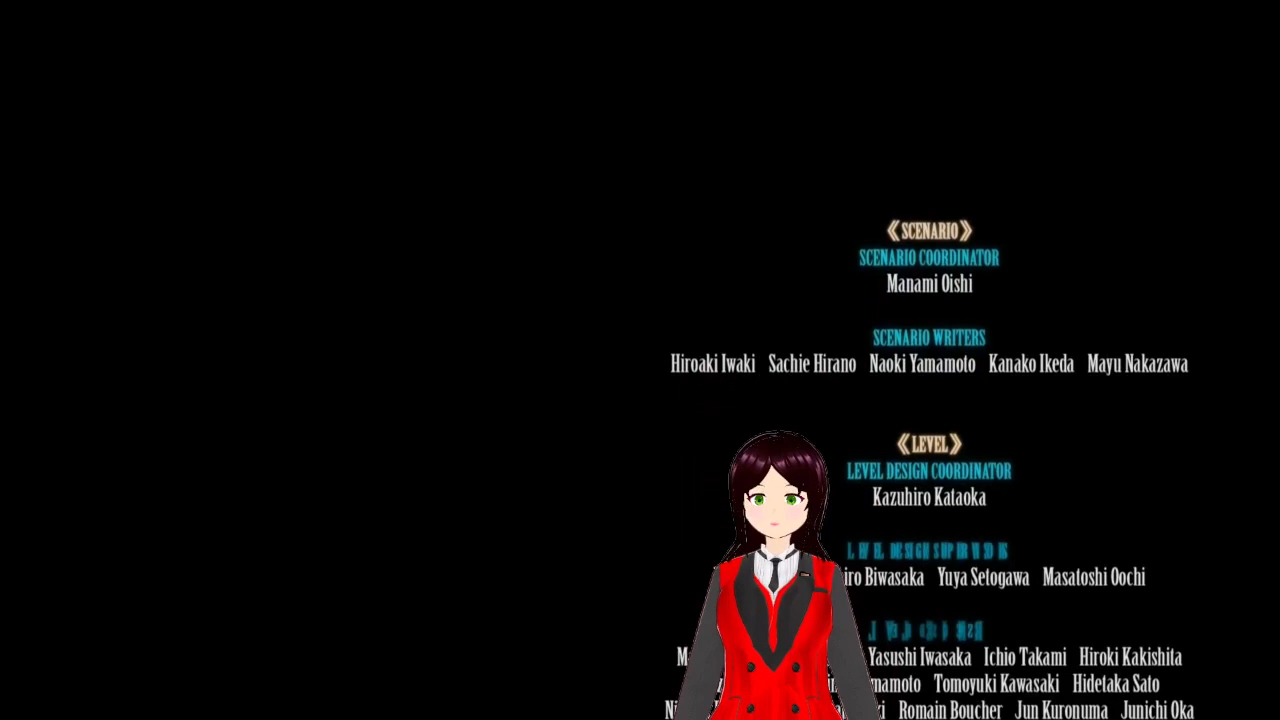 《SCENARIO》
SCENARIO COORDINATOR
Manami Oishi
SCENARIO WRITERS
Hiroaki Iwaki Sachie Hirano Naoki Yamamoto Kanako Ikeda Mayu Nakazawa
《LEVEL》
LEVEL DESIGN COORDINATOR
Kazuhiro Kataoka
Biwasaka Yuya Setogawa Masatoshi Oochi
Yasushi Iwasaka Ichio Takami Hiroki Kakishita
Tomoyuki Kawasaki Hidetaka Sato
Romain Boucher Jun Kuronuma Junichi Oka